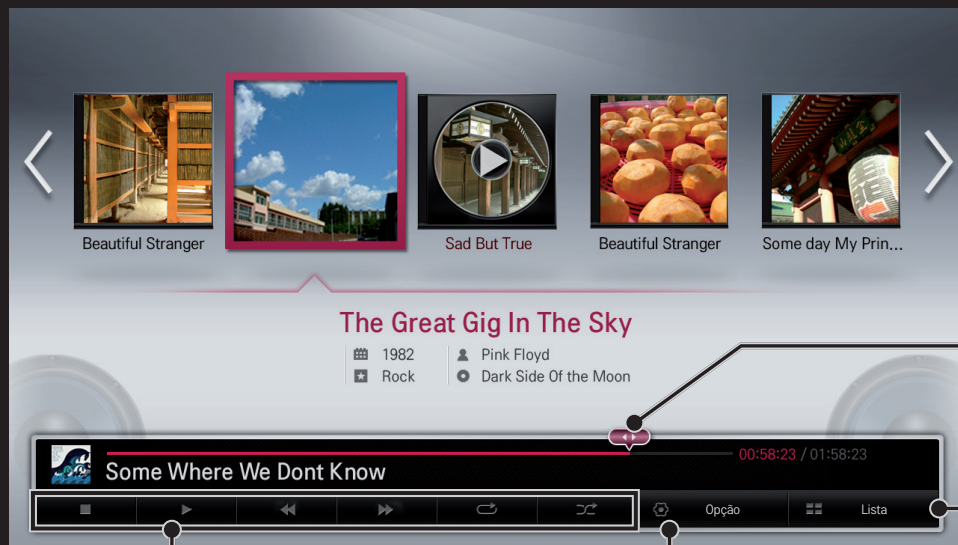 Beautiful Stranger
Sad But True
Beautiful Stranger
Some day My Prin...
The Great Gig In The Sky
1982
Pink Floyd
Rock
Dark Side Of the Moon
00:58:23 / 01:58:23
Some Where We Dont Know
Opção
Lista